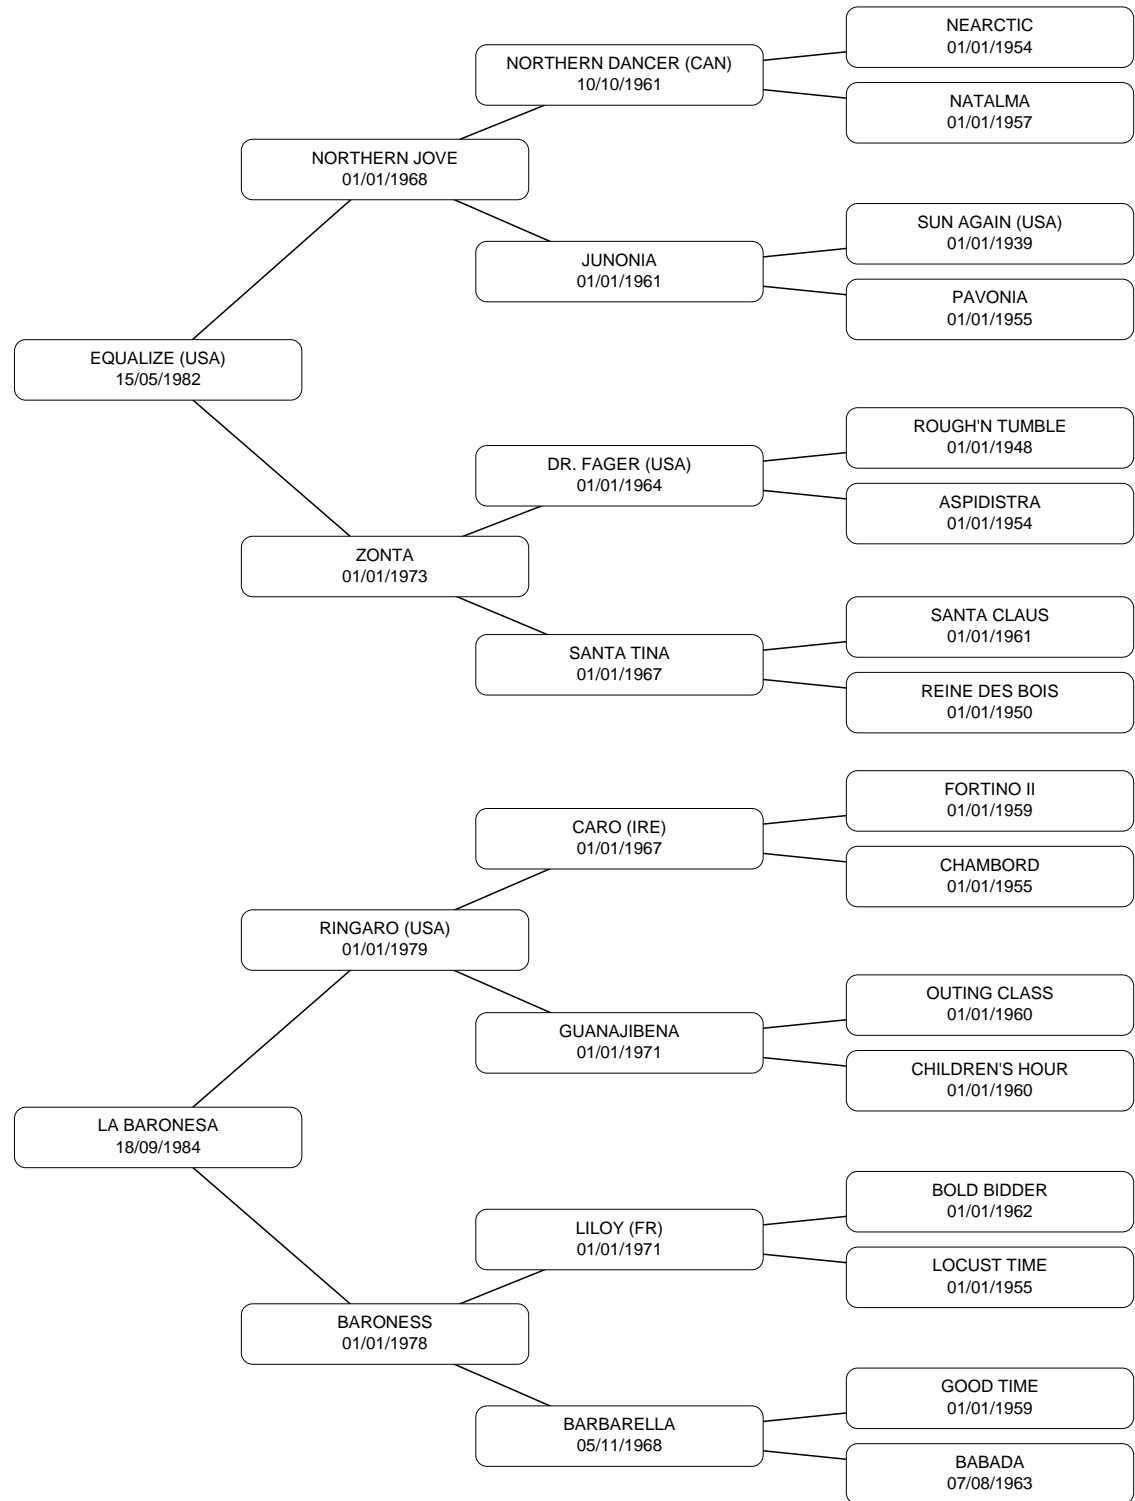 NEARCTIC
01/01/1954
NORTHERN DANCER (CAN)
10/10/1961
NATALMA
01/01/1957
NORTHERN JOVE
01/01/1968
SUN AGAIN (USA)
01/01/1939
JUNONIA
01/01/1961
PAVONIA
01/01/1955
EQUALIZE (USA)
15/05/1982
ROUGH'N TUMBLE
01/01/1948
DR. FAGER (USA)
01/01/1964
ASPIDISTRA
01/01/1954
ZONTA
01/01/1973
SANTA CLAUS
01/01/1961
SANTA TINA
01/01/1967
REINE DES BOIS
01/01/1950
FORTINO II
01/01/1959
CARO (IRE)
01/01/1967
CHAMBORD
01/01/1955
RINGARO (USA)
01/01/1979
OUTING CLASS
01/01/1960
GUANAJIBENA
01/01/1971
CHILDREN'S HOUR
01/01/1960
LA BARONESA
18/09/1984
BOLD BIDDER
01/01/1962
LILOY (FR)
01/01/1971
LOCUST TIME
01/01/1955
BARONESS
01/01/1978
GOOD TIME
01/01/1959
BARBARELLA
05/11/1968
BABADA
07/08/1963